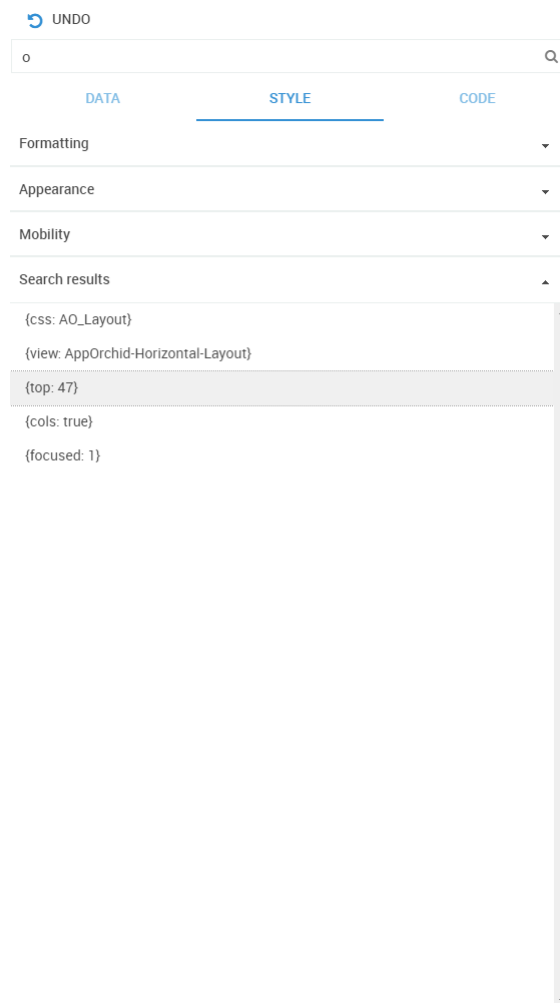 UNDO
o
DATA STYLE CODE
Formatting
Appearance
Mobility
Search results
{css: AO_Layout}
{view: AppOrchid-Horizontal-Layout}
{top: 47}
{cols: true}
{focused: 1}